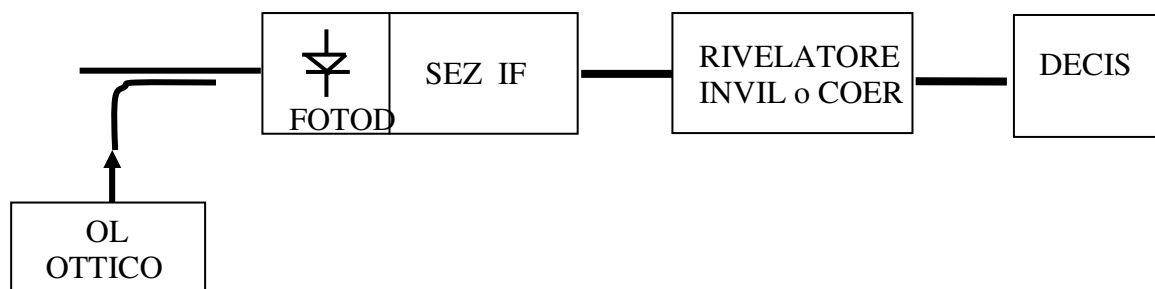 FOTOD
SEZ IF
RIVELATORE
INVIL o COER
DECIS
OL
OTTICO